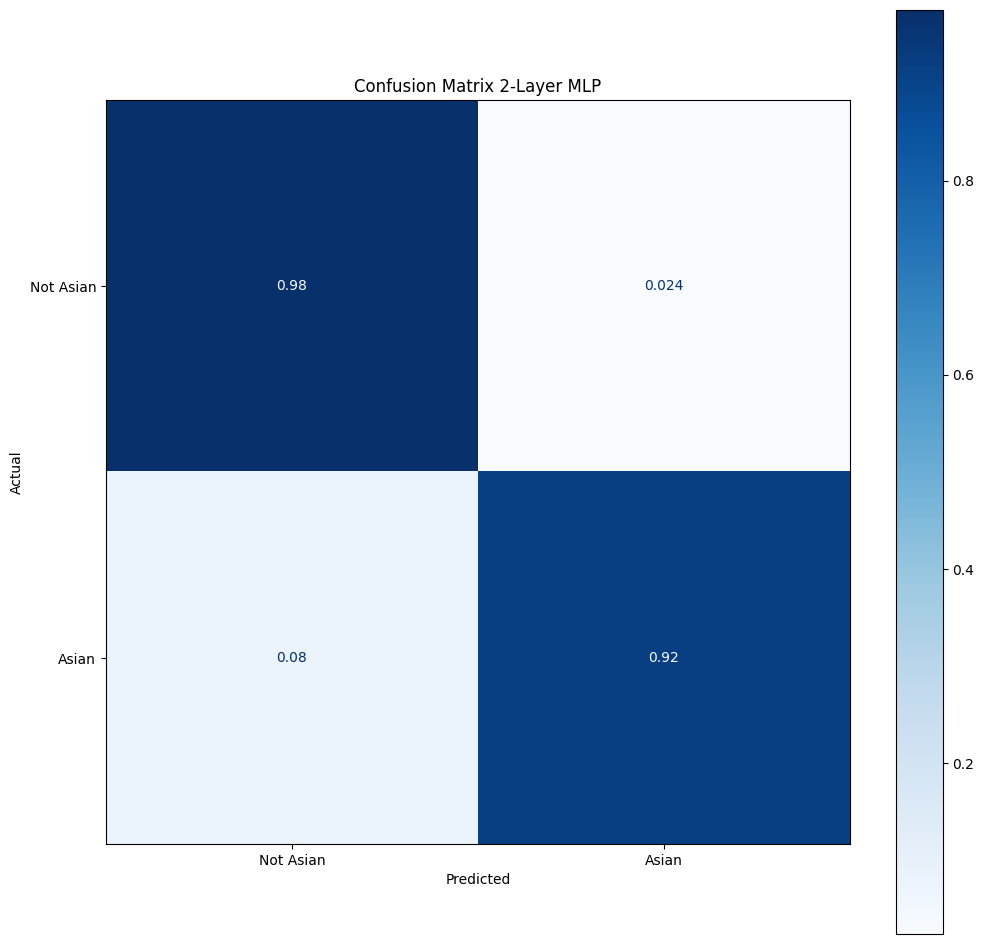 Confusion Matrix 2-Layer MLP
0.8
0.6
0.4
0.2
Actual
Not Asian
0.98
0.024
Asian
0.08
0.92
Not Asian
Asian
Predicted